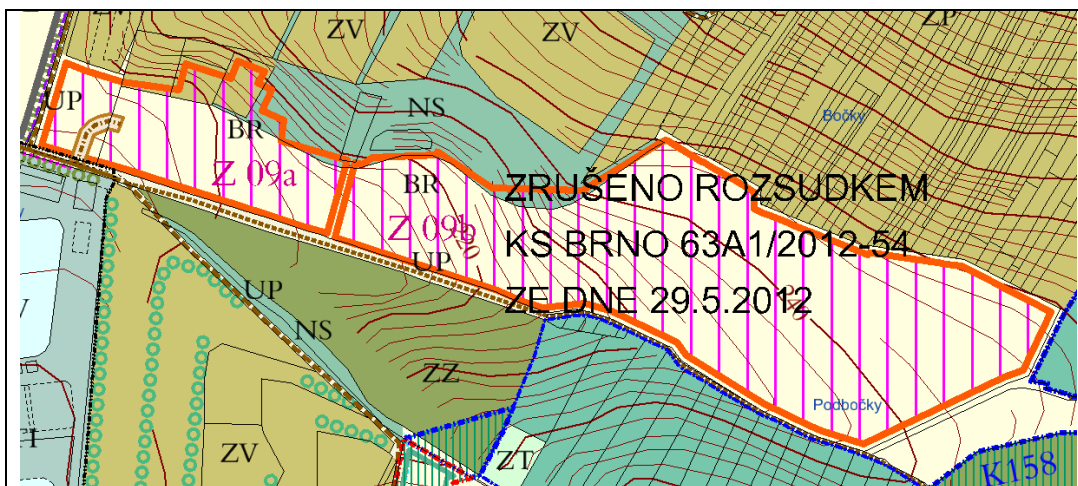 ZV
ZV
ZP
UP
NS
Bočky
BR
Z 09a
BR
ZRUŠENO ROZSUDKEM
Z 09b
KS BRNO 63A1/2012-54
UP
UP
ZE DNE 29.5.2012
240
NS
ZZ
Podbočky
ZV
ZT
K158